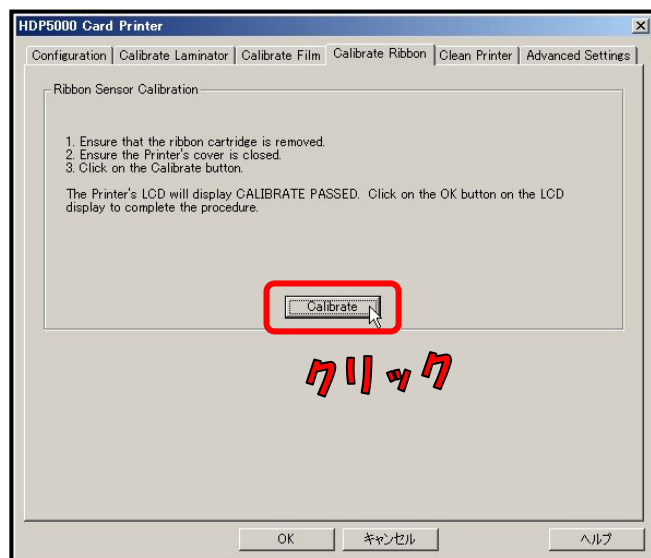 HDP5000 Card Printer
Configuration Calibrate Laminator Calibrate Film Calibrate Ribbon Clean Printer Advanced Settings
Ribbon Sensor Calibration
1. Ensure that the ribbon cartridge is removed.
2. Ensure the Printer's cover is closed.
3. Click on the Calibrate button.
The Printer's LCD will display CALIBRATE PASSED. Click on the OK button on the LCD
display to complete the procedure.
Calibrate
クリック
OK キャンセル ヘルプ